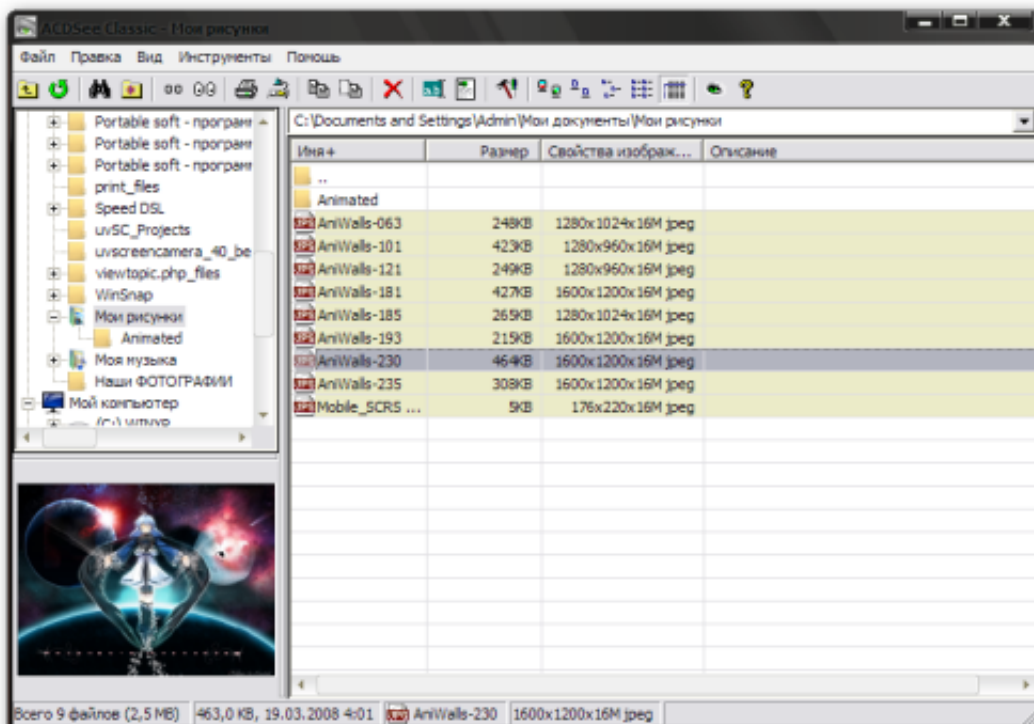 ACDSee Classic - Мои рисунки
Файл Правка Вид Инструменты Помощь
Portable soft - программ
Portable soft - программ
Portable soft - программ
print_files
Speed DSL
uvSC_Projects
uvscreencamera_40_be
viewtopic.php_files
WinSnap
Мои рисунки
Animated
Моя музыка
Наши ФОТОГРАФИИ
Мой компьютер
(C:) WINXP
C:\Documents and Settings\Admin\Мои документы\Мои рисунки
Имя+ Размер Свойства изображ... Описание
..
Animated
AniWalls-063 248KB 1280x1024x16M jpeg
AniWalls-101 423KB 1280x960x16M jpeg
AniWalls-121 249KB 1280x960x16M jpeg
AniWalls-181 427KB 1600x1200x16M jpeg
AniWalls-185 265KB 1280x1024x16M jpeg
AniWalls-193 215KB 1600x1200x16M jpeg
AniWalls-230 464KB 1600x1200x16M jpeg
AniWalls-235 308KB 1600x1200x16M jpeg
Mobile_SCRS ... 5KB 176x220x16M jpeg
Всего 9 файлов (2,5 MB) 463,0 KB, 19.03.2008 4:01 AniWalls-230 1600x1200x16M jpeg